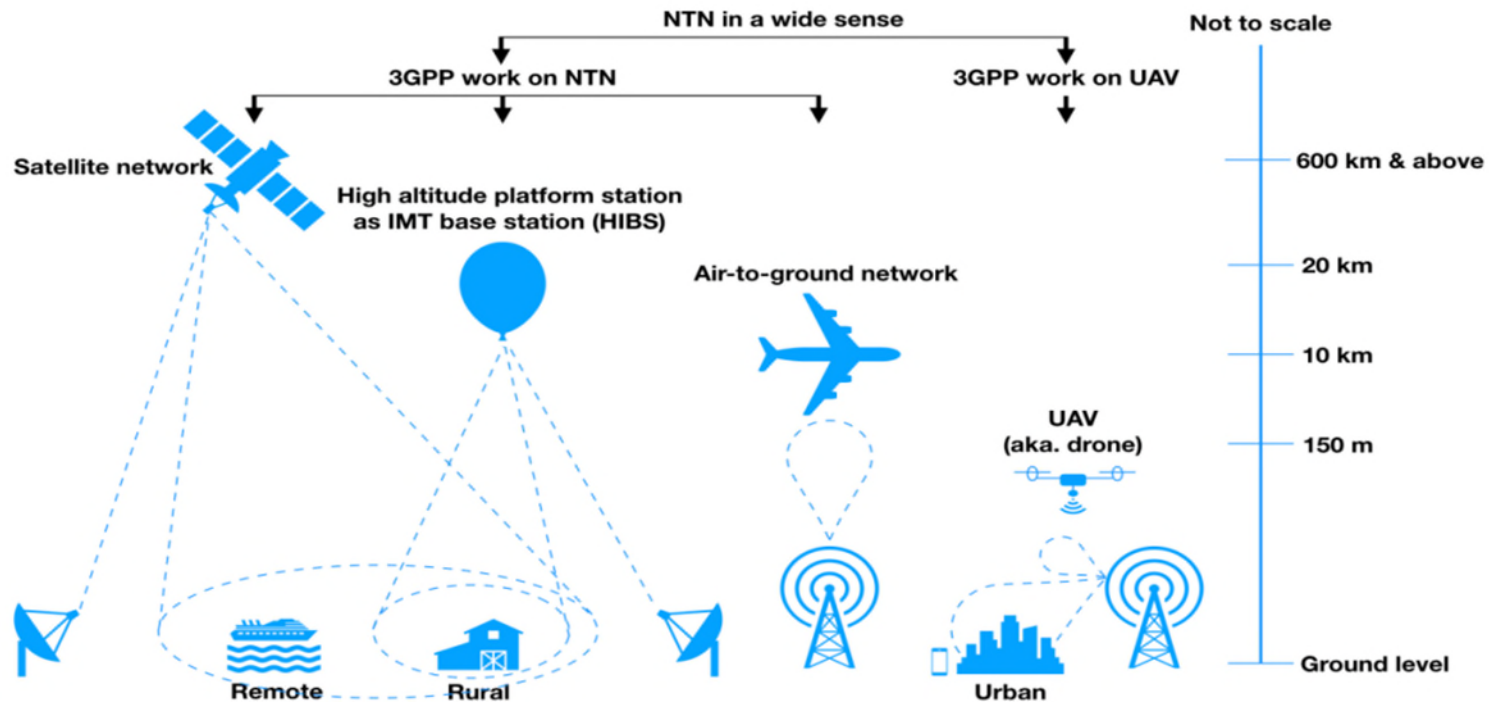 NTN in a wide sense
Not to scale
3GPP work on NTN
3GPP work on UAV
Satellite network
600 km & above
High altitude platform station
as IMT base station (HIBS)
20 km
Air-to-ground network
10 km
UAV
(aka. drone)
150 m
Ground level
Remote
Rural
Urban